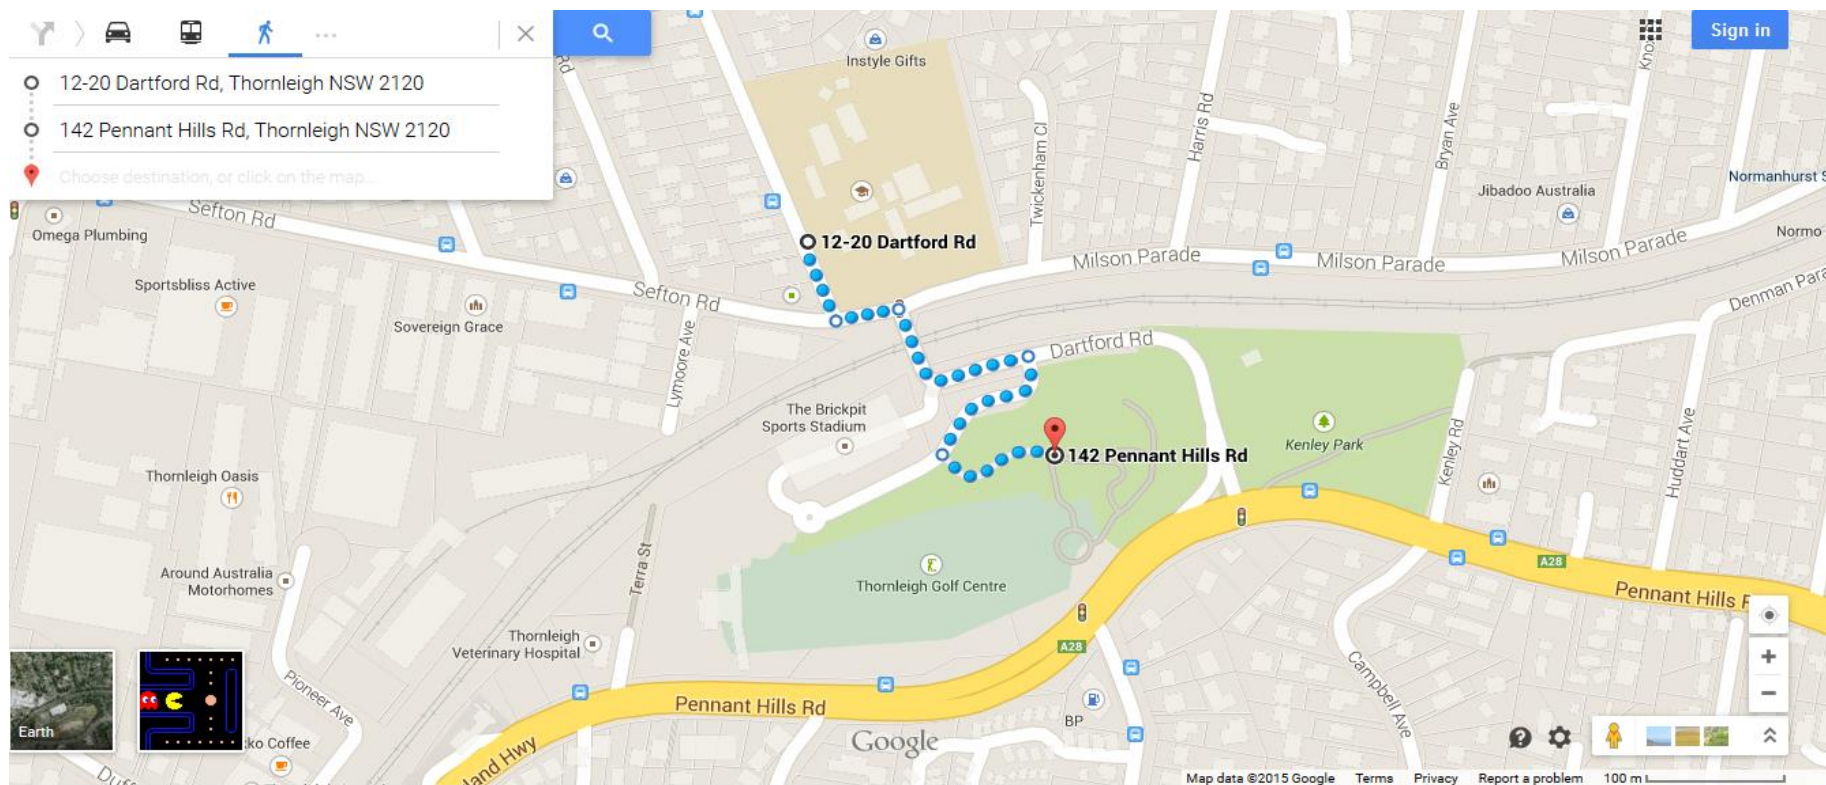 Sign in
12-20 Dartford Rd, Thornleigh NSW 2120
142 Pennant Hills Rd, Thornleigh NSW 2120
Choose destination, or click on the map...
Instyle Gifts
Rd
Twickenham Cl
Harris Rd
Bryan Ave
Knox
Jibadoo Australia
Normanhurst S
Normo
Sefton Rd
Omega Plumbing
12-20 Dartford Rd
Milson Parade
Milson Parade
Milson Parade
Sportsbliss Active
Sefton Rd
Sovereign Grace
Denman Para
Dartford Rd
Lymoore Ave
The Brickpit
Sports Stadium
142 Pennant Hills Rd
Kenley Park
Kenley Rd
Huddart Ave
Thornleigh Oasis
Terra St
Around Australia
Motorhomes
Thornleigh Golf Centre
A28
Pennant Hills R
Thornleigh
Veterinary Hospital
A28
Campbell Ave
Pioneer Ave
Pennant Hills Rd
BP
Earth
ko Coffee
land Hwy
Google
Duff
Map data ©2015 Google
Terms
Privacy
Report a problem
100 m